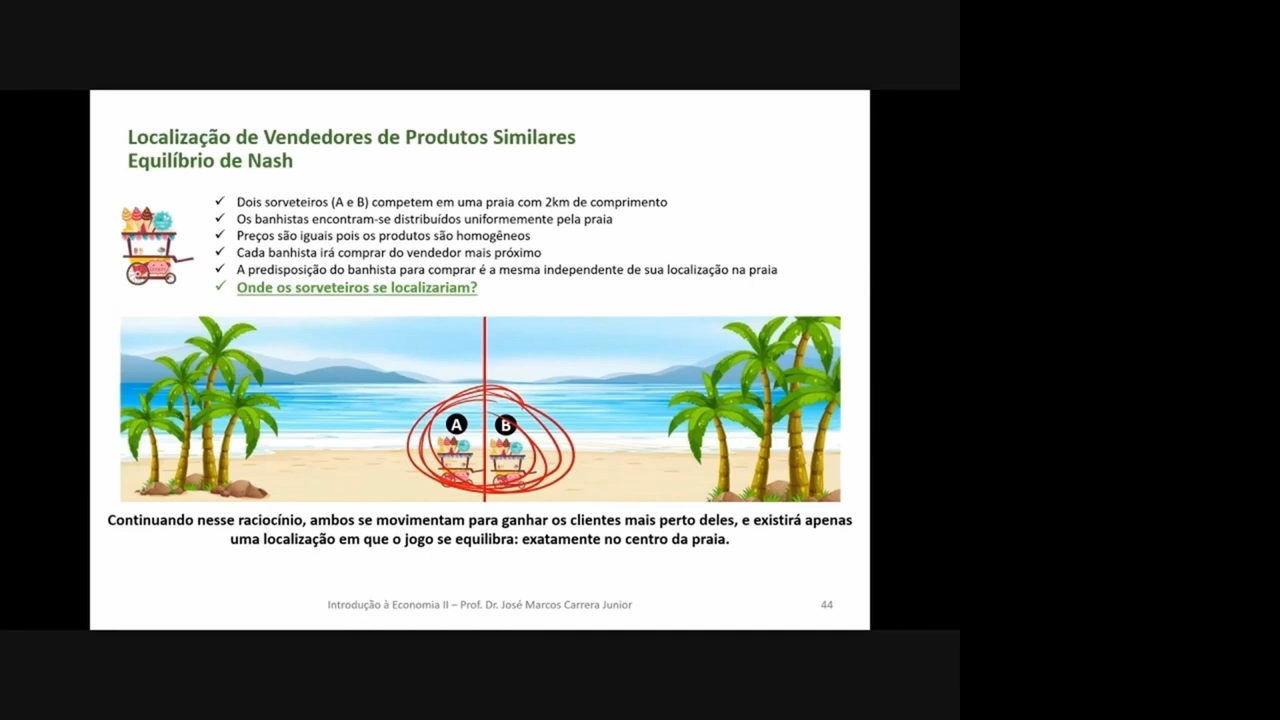 Localização de Vendedores de Produtos Similares
Equilíbrio de Nash
✓ Dois sorveteiros (A e B) competem em uma praia com 2km de comprimento
✓ Os banhistas encontram-se distribuídos uniformemente pela praia
✓ Preços são iguais pois os produtos são homogêneos
✓ Cada banhista irá comprar do vendedor mais próximo
✓ A predisposição do banhista para comprar é a mesma independente de sua localização na praia
✓ Onde os sorveteiros se localizariam?
A B
Continuando nesse raciocínio, ambos se movimentam para ganhar os clientes mais perto deles, e existirá apenas
uma localização em que o jogo se equilibra: exatamente no centro da praia.
Introdução à Economia II – Prof. Dr. José Marcos Carrera Junior 44